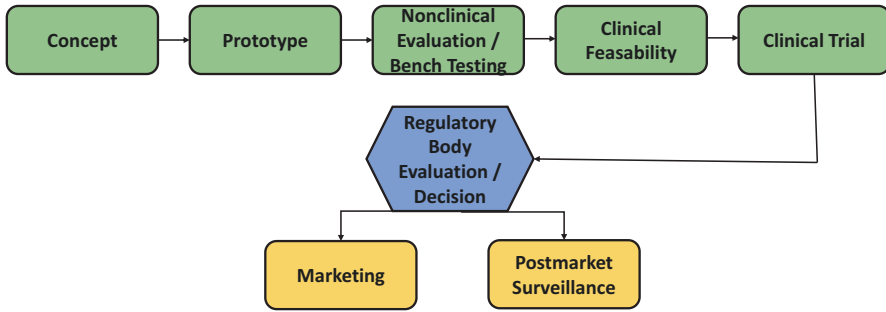 Concept
Prototype
Nonclinical
Evaluation /
Bench Testing
Clinical
Feasability
Clinical Trial
Regulatory
Body
Evaluation /
Decision
Marketing
Postmarket
Surveillance